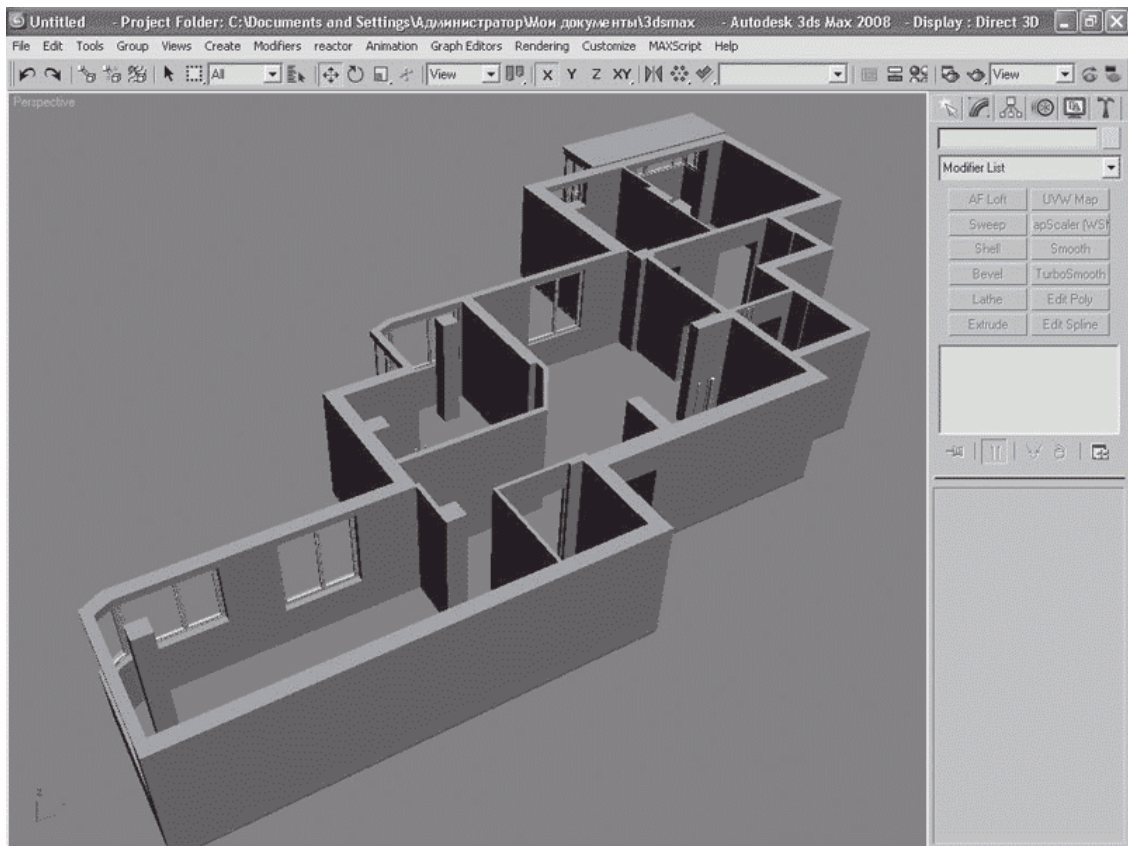 Untitled - Project Folder: C:\Documents and Settings\Администратор\Мои документы\3dsmax - Autodesk 3ds Max 2008 - Display : Direct 3D
File Edit Tools Group Views Create Modifiers reactor Animation Graph Editors Rendering Customize MAXScript Help
All View X Y Z XY View
Perspective
Modifier List
AF Loft UVW Map
Sweep apScaler (WSM
Shell Smooth
Bevel TurboSmooth
Lathe Edit Poly
Extrude Edit Spline
z